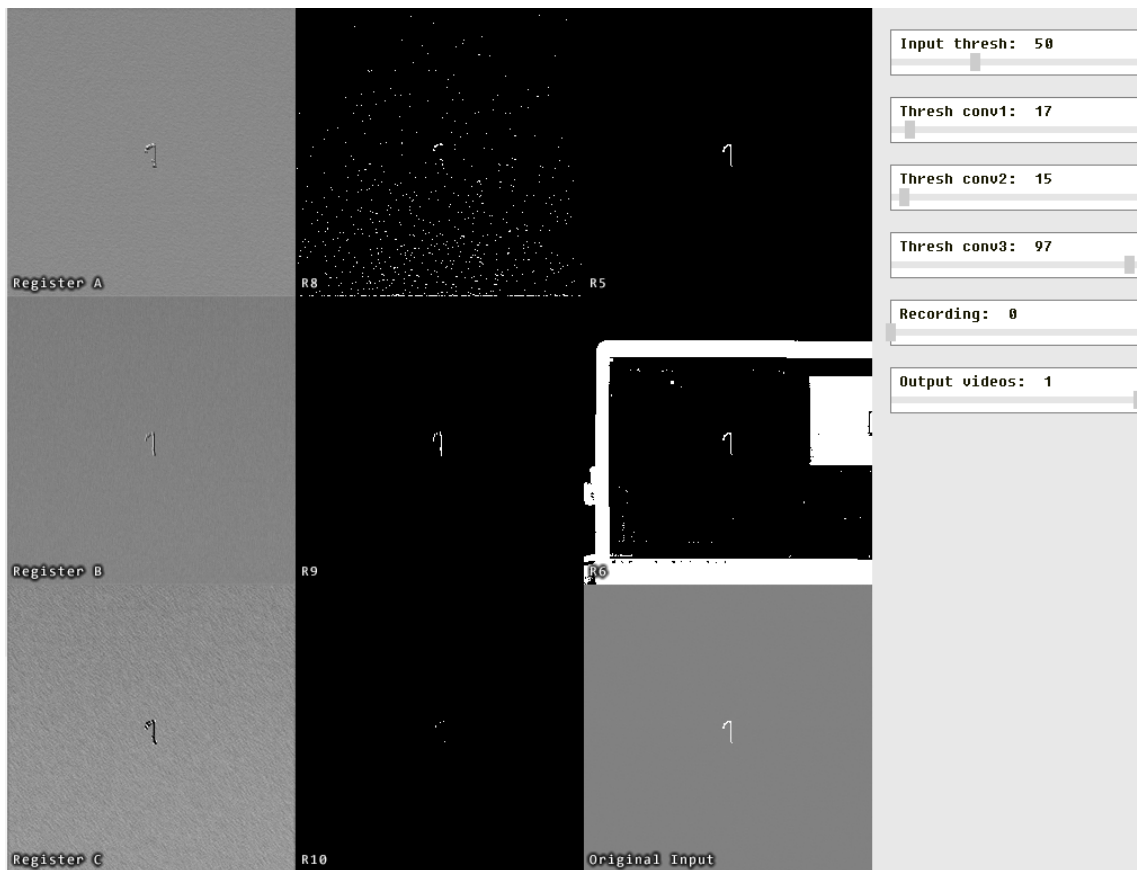 Register A
R8
R5
Register B
R9
R6
Register C
R10
Original Input
Input thresh: 50
Thresh conv1: 17
Thresh conv2: 15
Thresh conv3: 97
Recording: 0
Output videos: 1